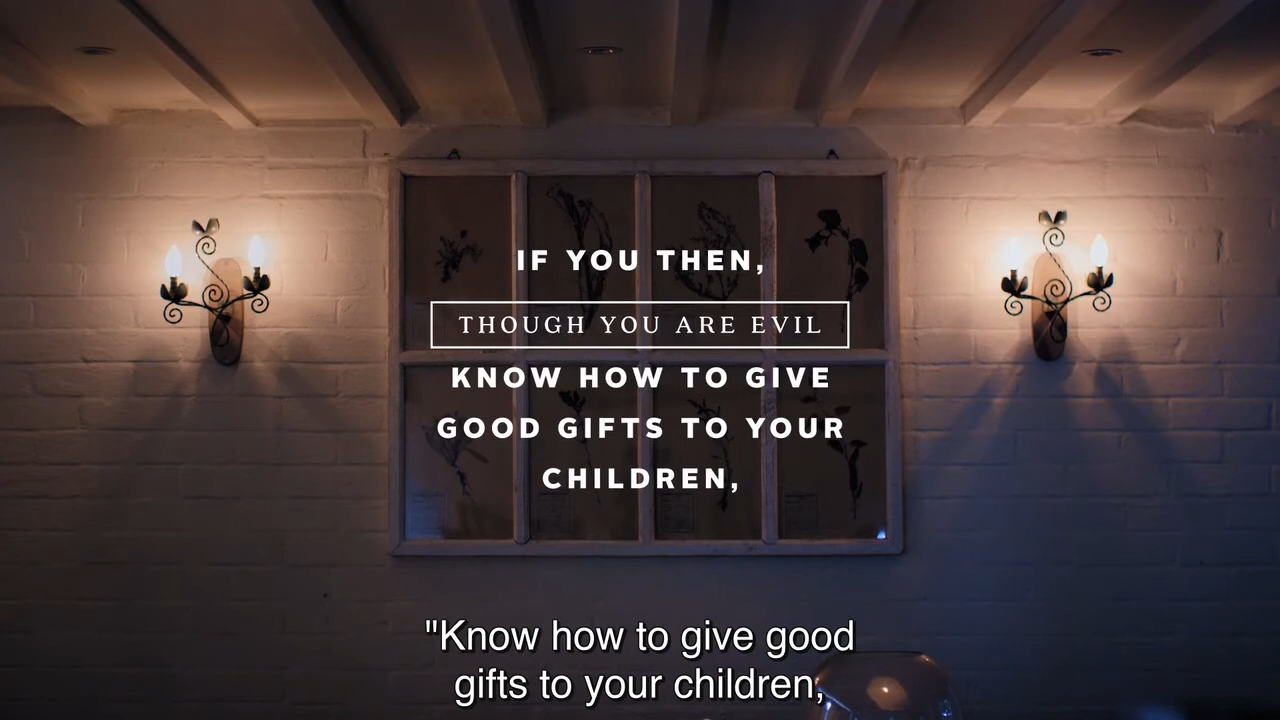 IF YOU THEN,
THOUGH YOU ARE EVIL
KNOW HOW TO GIVE
GOOD GIFTS TO YOUR
CHILDREN,
"Know how to give good
gifts to your children,